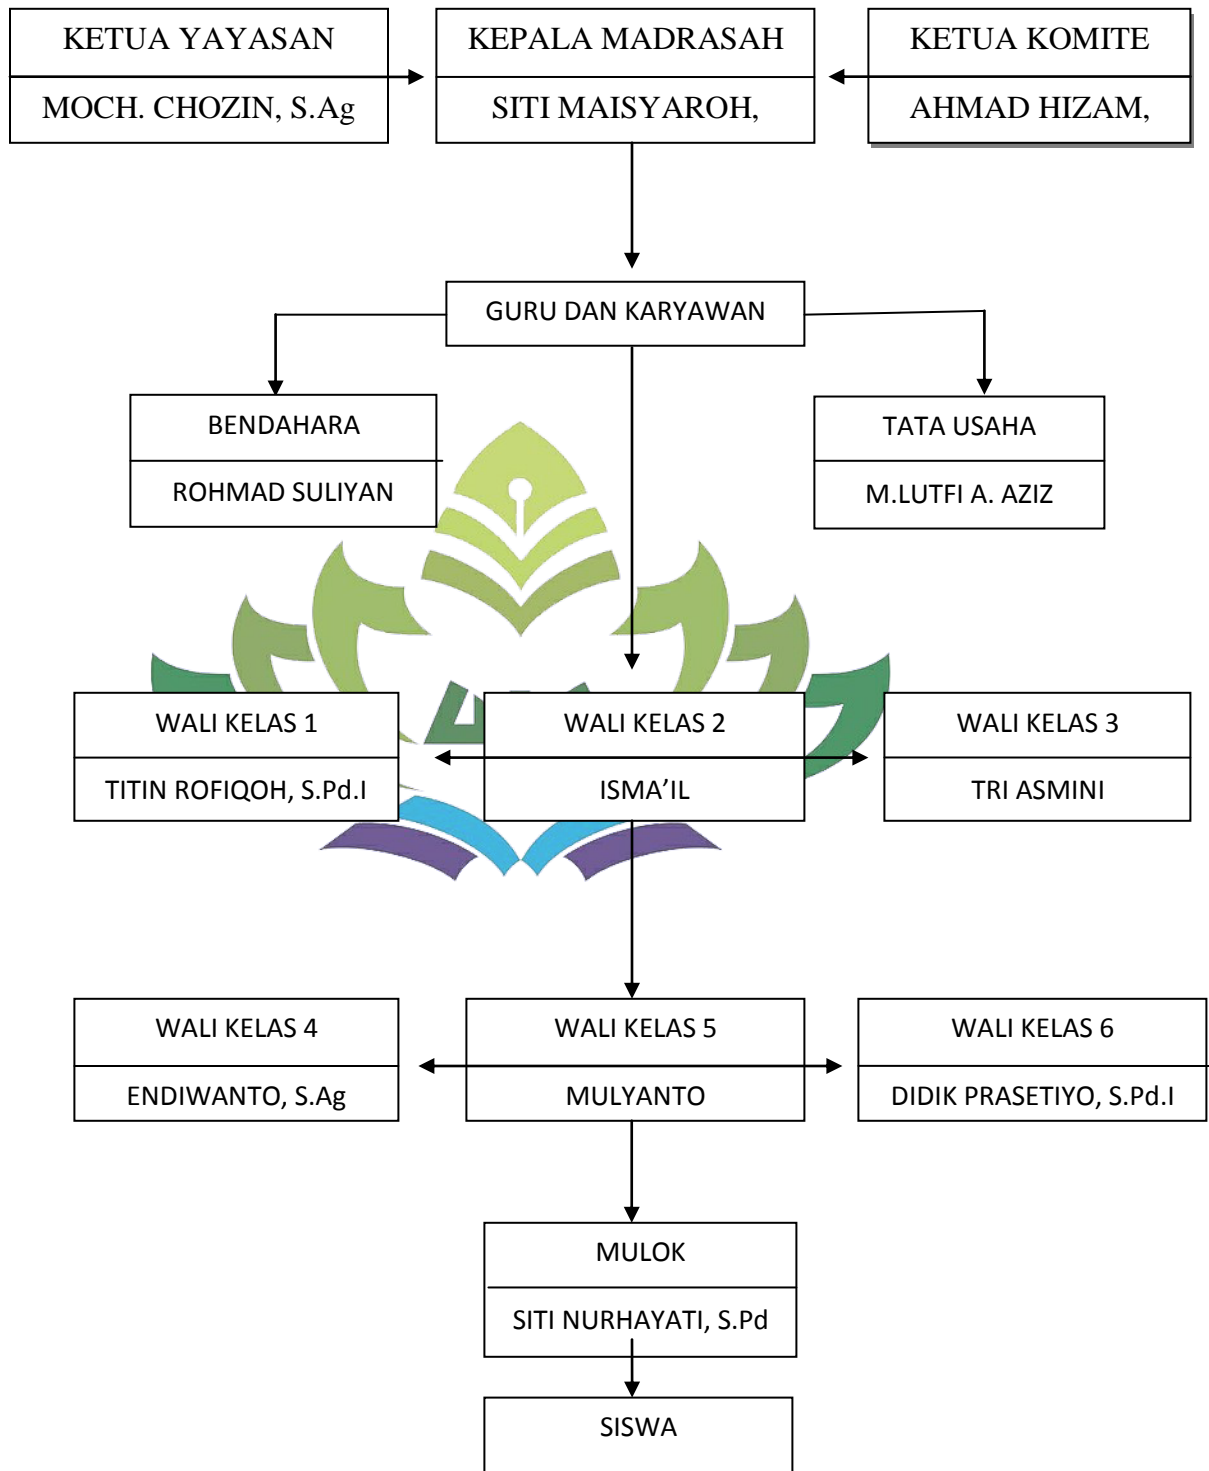 KETUA YAYASAN
MOCH. CHOZIN, S.Ag
KEPALA MADRASAH
SITI MAISYAROH,
KETUA KOMITE
AHMAD HIZAM,
GURU DAN KARYAWAN
BENDAHARA
ROHMAD SULIYAN
TATA USAHA
M.LUTFI A. AZIZ
WALI KELAS 1
TITIN ROFIQOH, S.Pd.I
WALI KELAS 2
ISMA’IL
WALI KELAS 3
TRI ASMINI
WALI KELAS 4
ENDIWANTO, S.Ag
WALI KELAS 5
MULYANTO
WALI KELAS 6
DIDIK PRASETIYO, S.Pd.I
MULOK
SITI NURHAYATI, S.Pd
SISWA